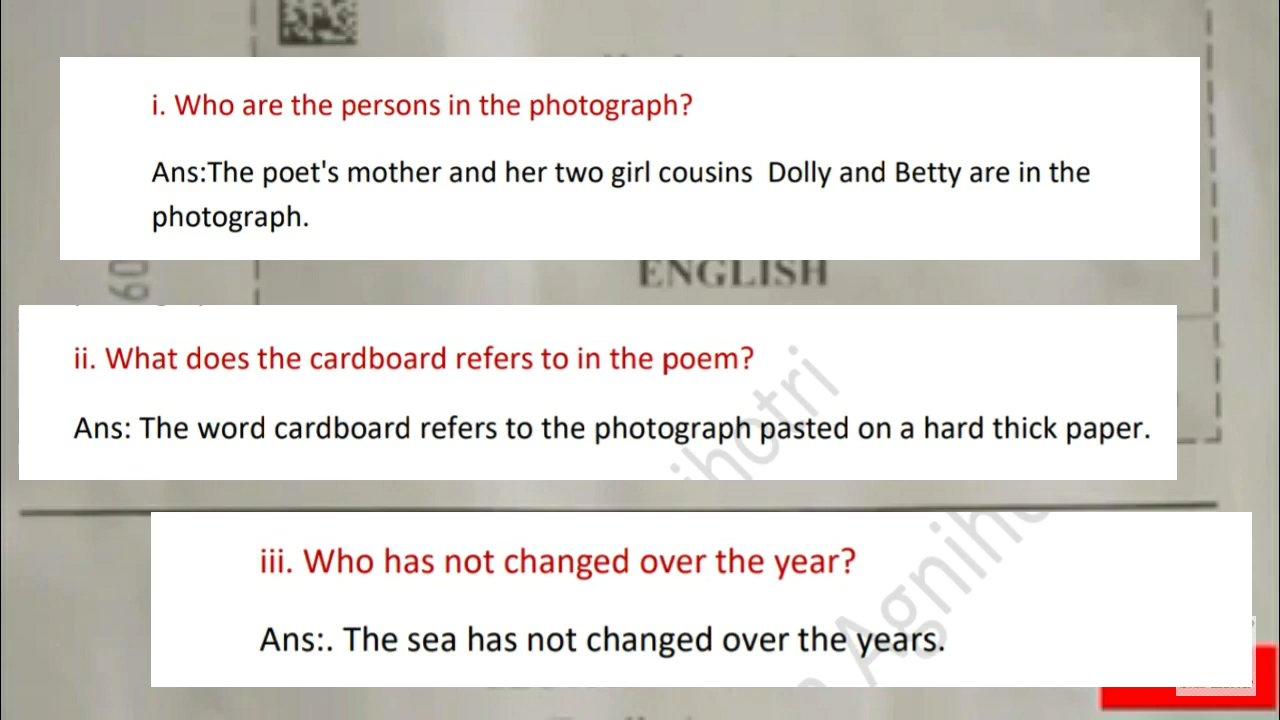 i. Who are the persons in the photograph?
Ans:The poet's mother and her two girl cousins Dolly and Betty are in the
photograph.
60
ENGLISH
ii. What does the cardboard refers to in the poem?
Ans: The word cardboard refers to the photograph pasted on a hard thick paper.
iii. Who has not changed over the year?
Ans:. The sea has not changed over the years.